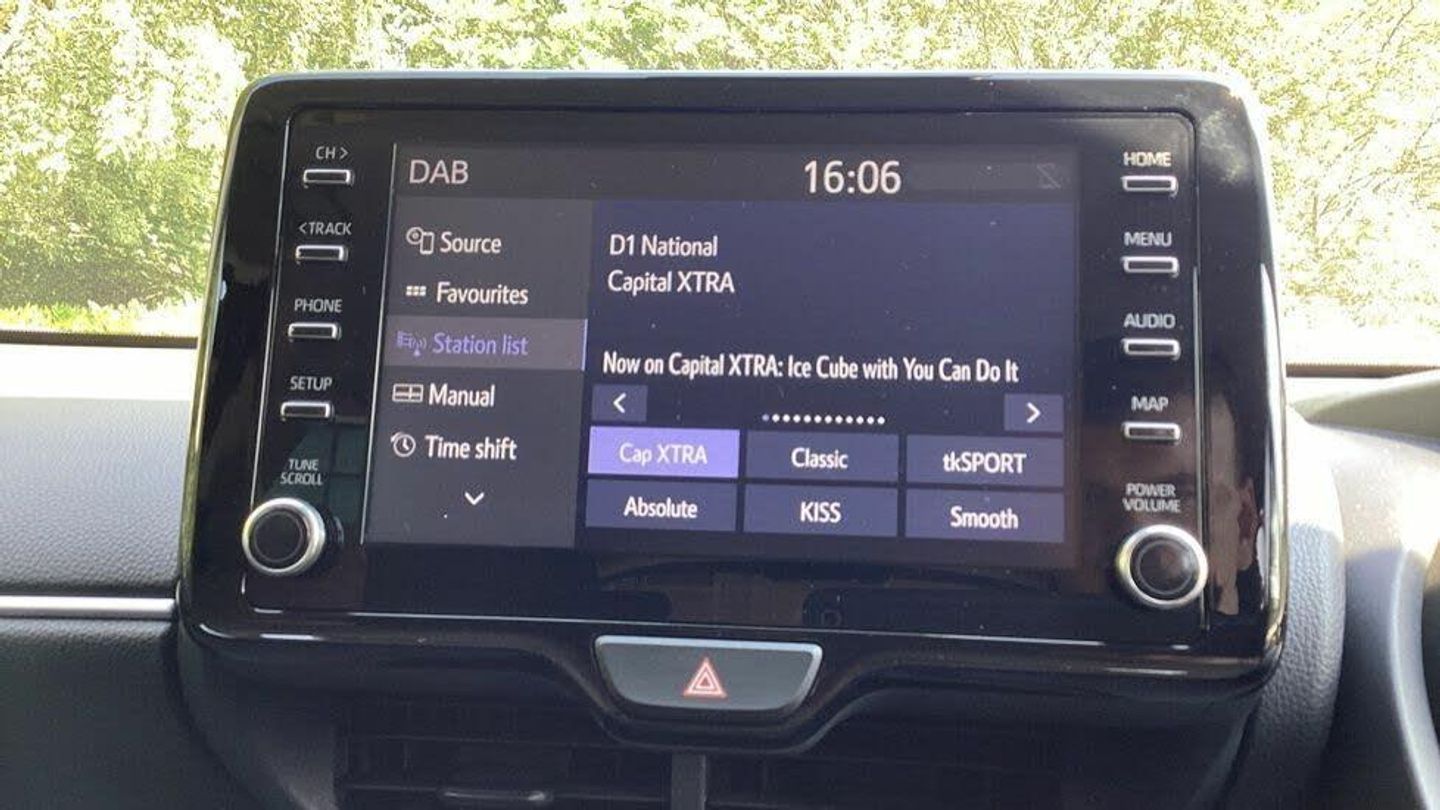 CH >
< TRACK
PHONE
SETUP
TUNE
SCROLL
DAB
16:06
Source
Favourites
Station list
Manual
Time shift
D1 National
Capital XTRA
Now on Capital XTRA: Ice Cube with You Can Do It
Cap XTRA
Classic
tkSPORT
Absolute
KISS
Smooth
HOME
MENU
AUDIO
MAP
POWER
VOLUME